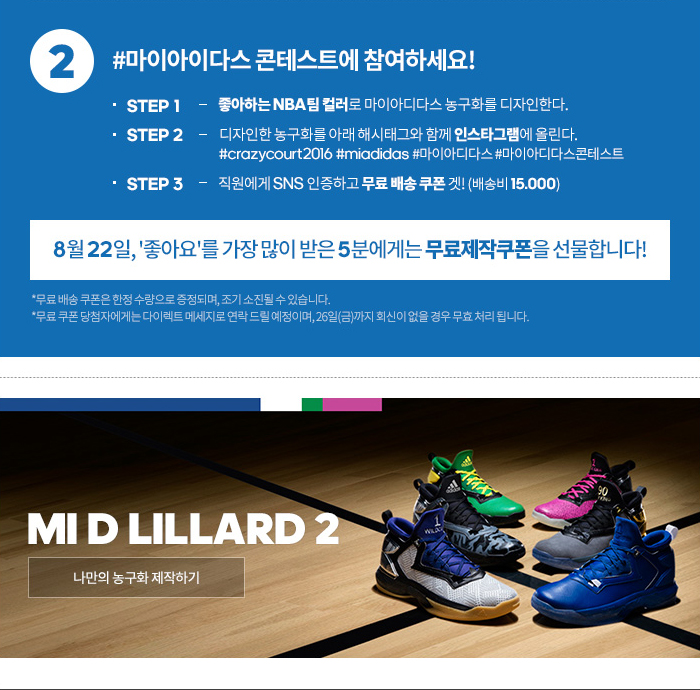 2
#마이아이다스 콘테스트에 참여하세요!
· STEP 1 – 좋아하는 NBA팀 컬러로 마이아디다스 농구화를 디자인한다.
· STEP 2 – 디자인한 농구화를 아래 해시태그와 함께 인스타그램에 올린다.
#crazycourt2016 #miadidas #마이아디다스 #마이아디다스콘테스트
· STEP 3 – 직원에게 SNS 인증하고 무료 배송 쿠폰 겟! (배송비 15.000)
8월 22일, '좋아요'를 가장 많이 받은 5분에게는 무료제작쿠폰을 선물합니다!
*무료 배송 쿠폰은 한정 수량으로 증정되며, 조기 소진될 수 있습니다.
*무료 쿠폰 당첨자에게는 다이렉트 메세지로 연락 드릴 예정이며, 26일(금)까지 회신이 없을 경우 무효 처리 됩니다.
MI D LILLARD 2
나만의 농구화 제작하기
adidas
90
1